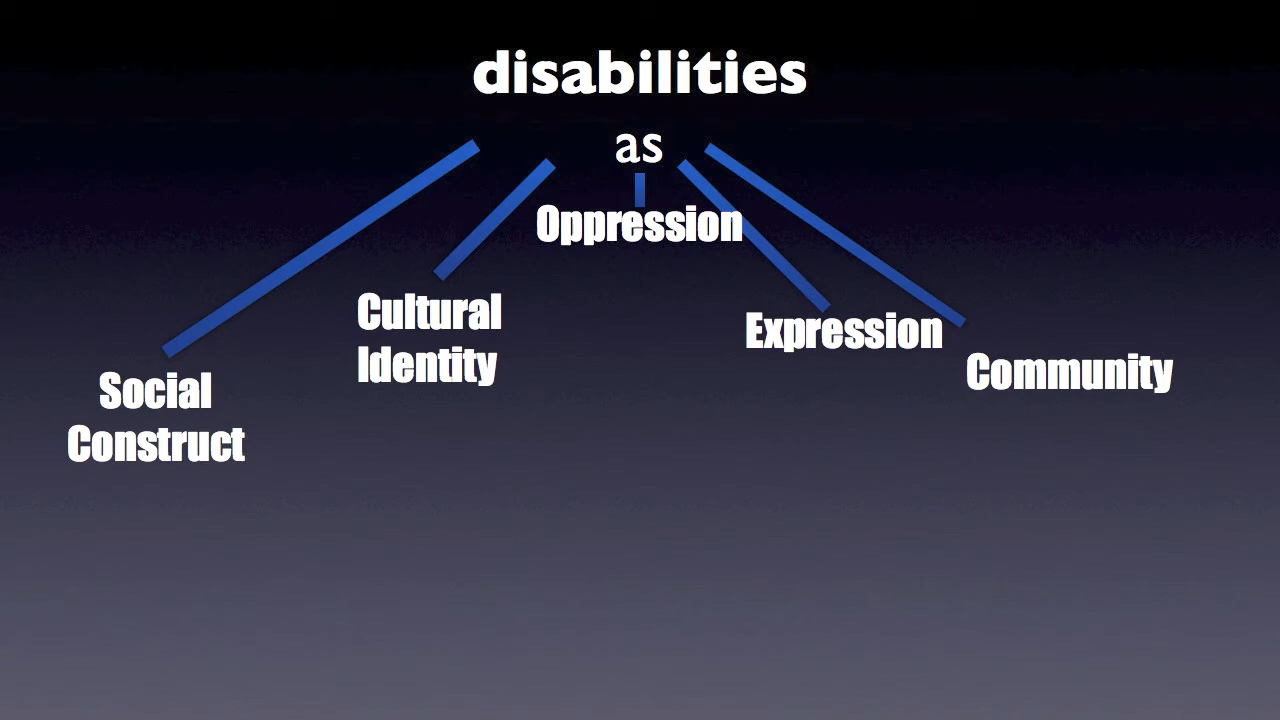 disabilities
as
Oppression
Cultural
Identity
Expression
Community
Social
Construct